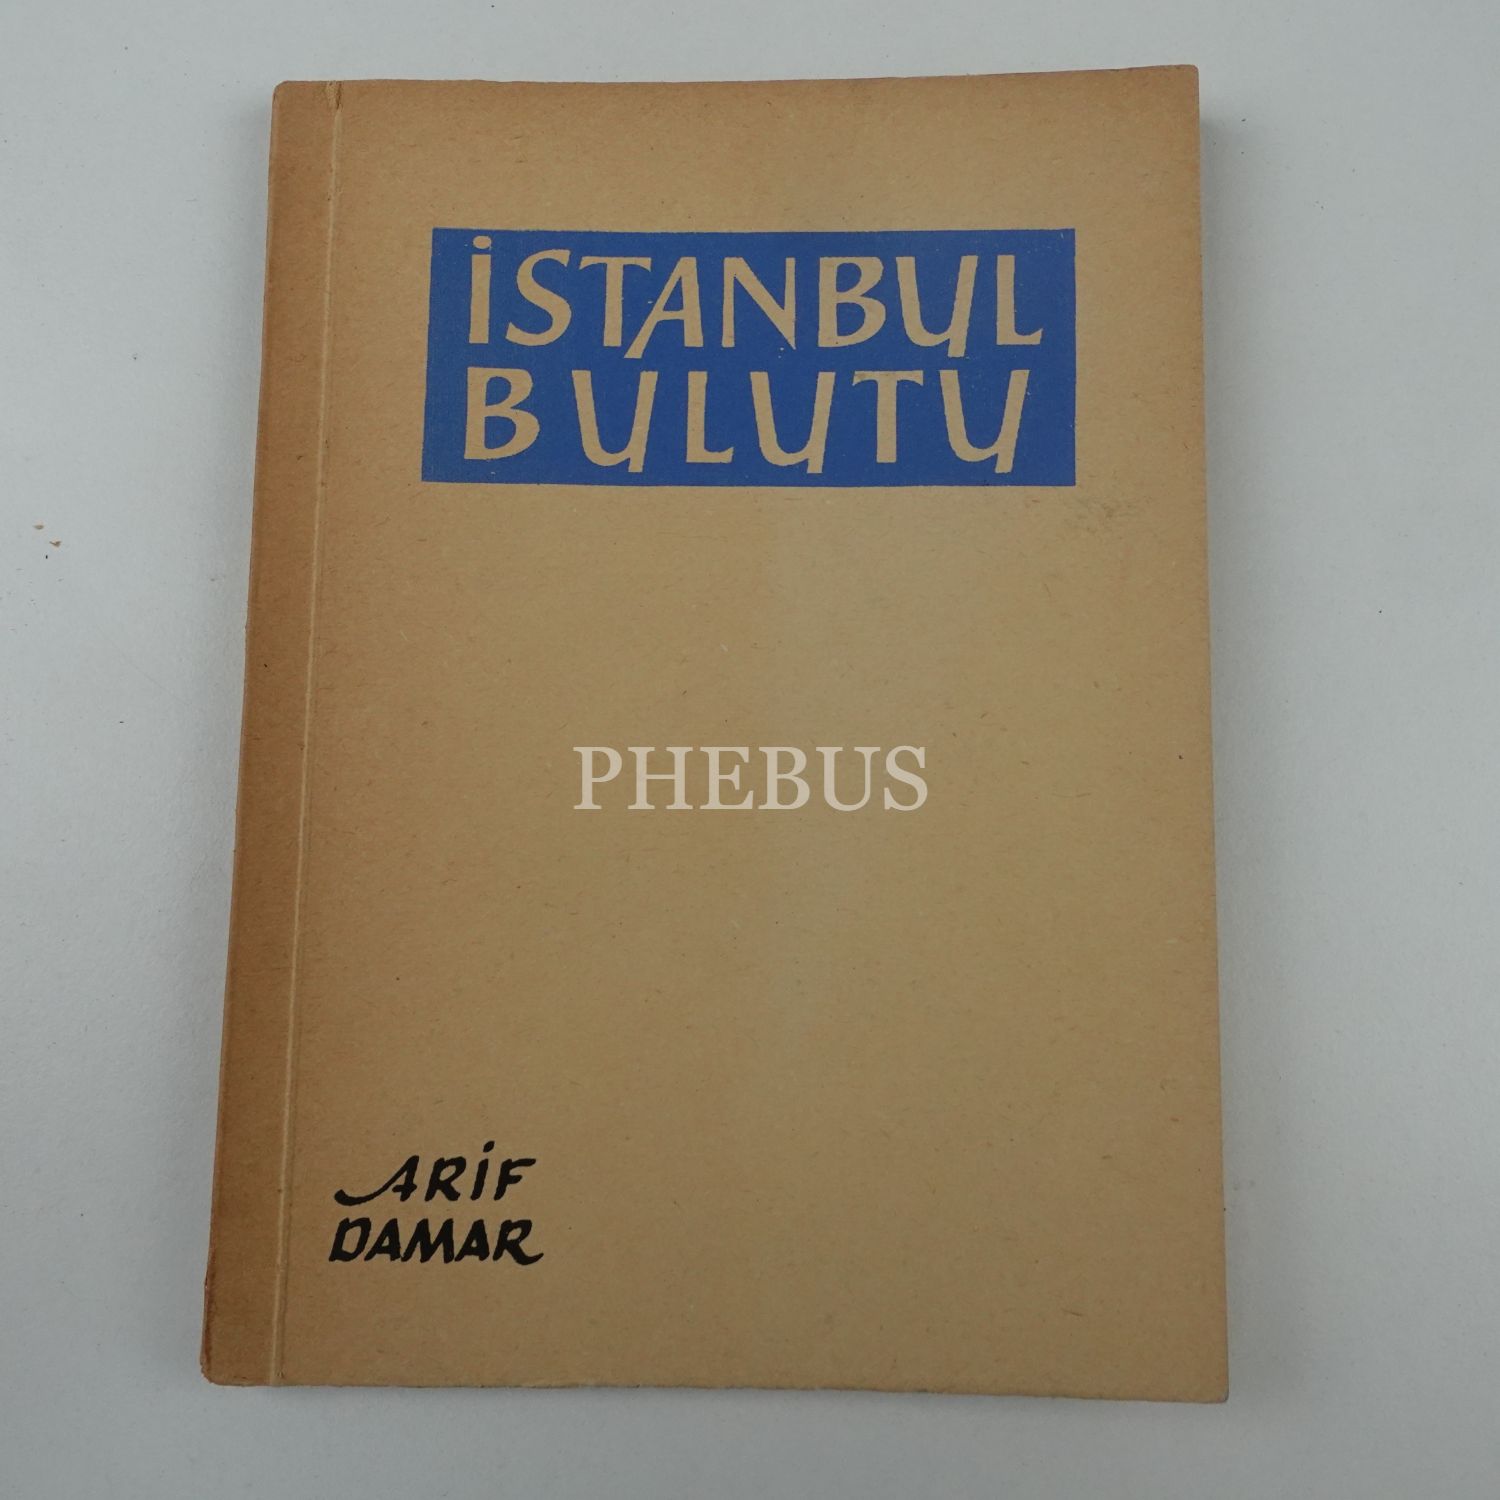 İSTANBUL
BULUTU
PHEBUS
ARİF
DAMAR